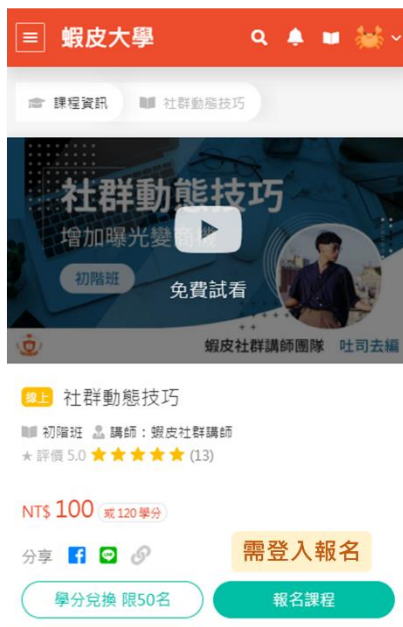 蝦皮大學
課程資訊 社群動態技巧
社群動態技巧
增加曝光變商機
初階班
免費試看
蝦皮社群講師團隊 吐司去編
線上 社群動態技巧
初階班 講師：蝦皮社群講師
★評價 5.0 ★★★★★ (13)
NT$ 100 或 120 學分
分享
需登入報名
學分兌換 限50名
報名課程